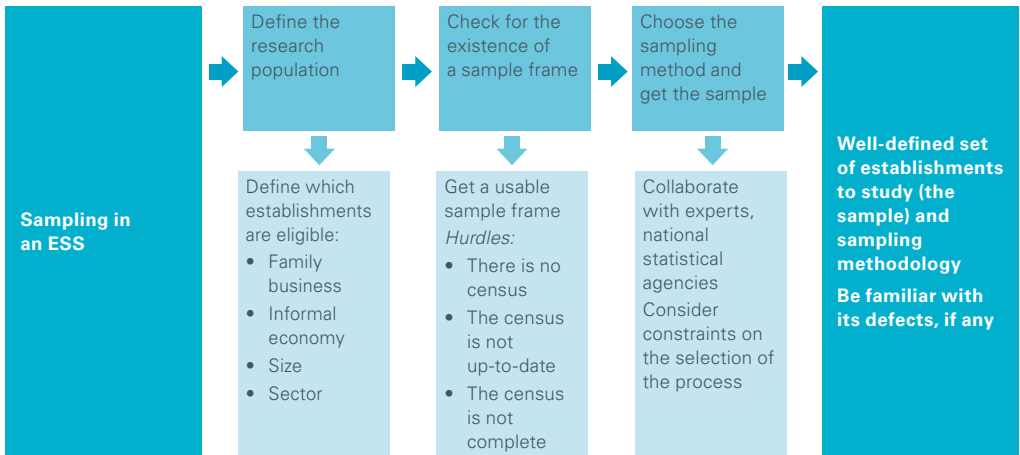 Sampling in
an ESS
Define the
research
population
Define which
establishments
are eligible:
• Family
business
• Informal
economy
• Size
• Sector
Check for the
existence of
a sample frame
Get a usable
sample frame
Hurdles:
• There is no
census
• The census
is not
up-to-date
• The census
is not
complete
Choose the
sampling
method and
get the sample
Collaborate
with experts,
national
statistical
agencies
Consider
constraints on
the selection of
the process
Well-defined set
of establishments
to study (the
sample) and
sampling
methodology
Be familiar with
its defects, if any